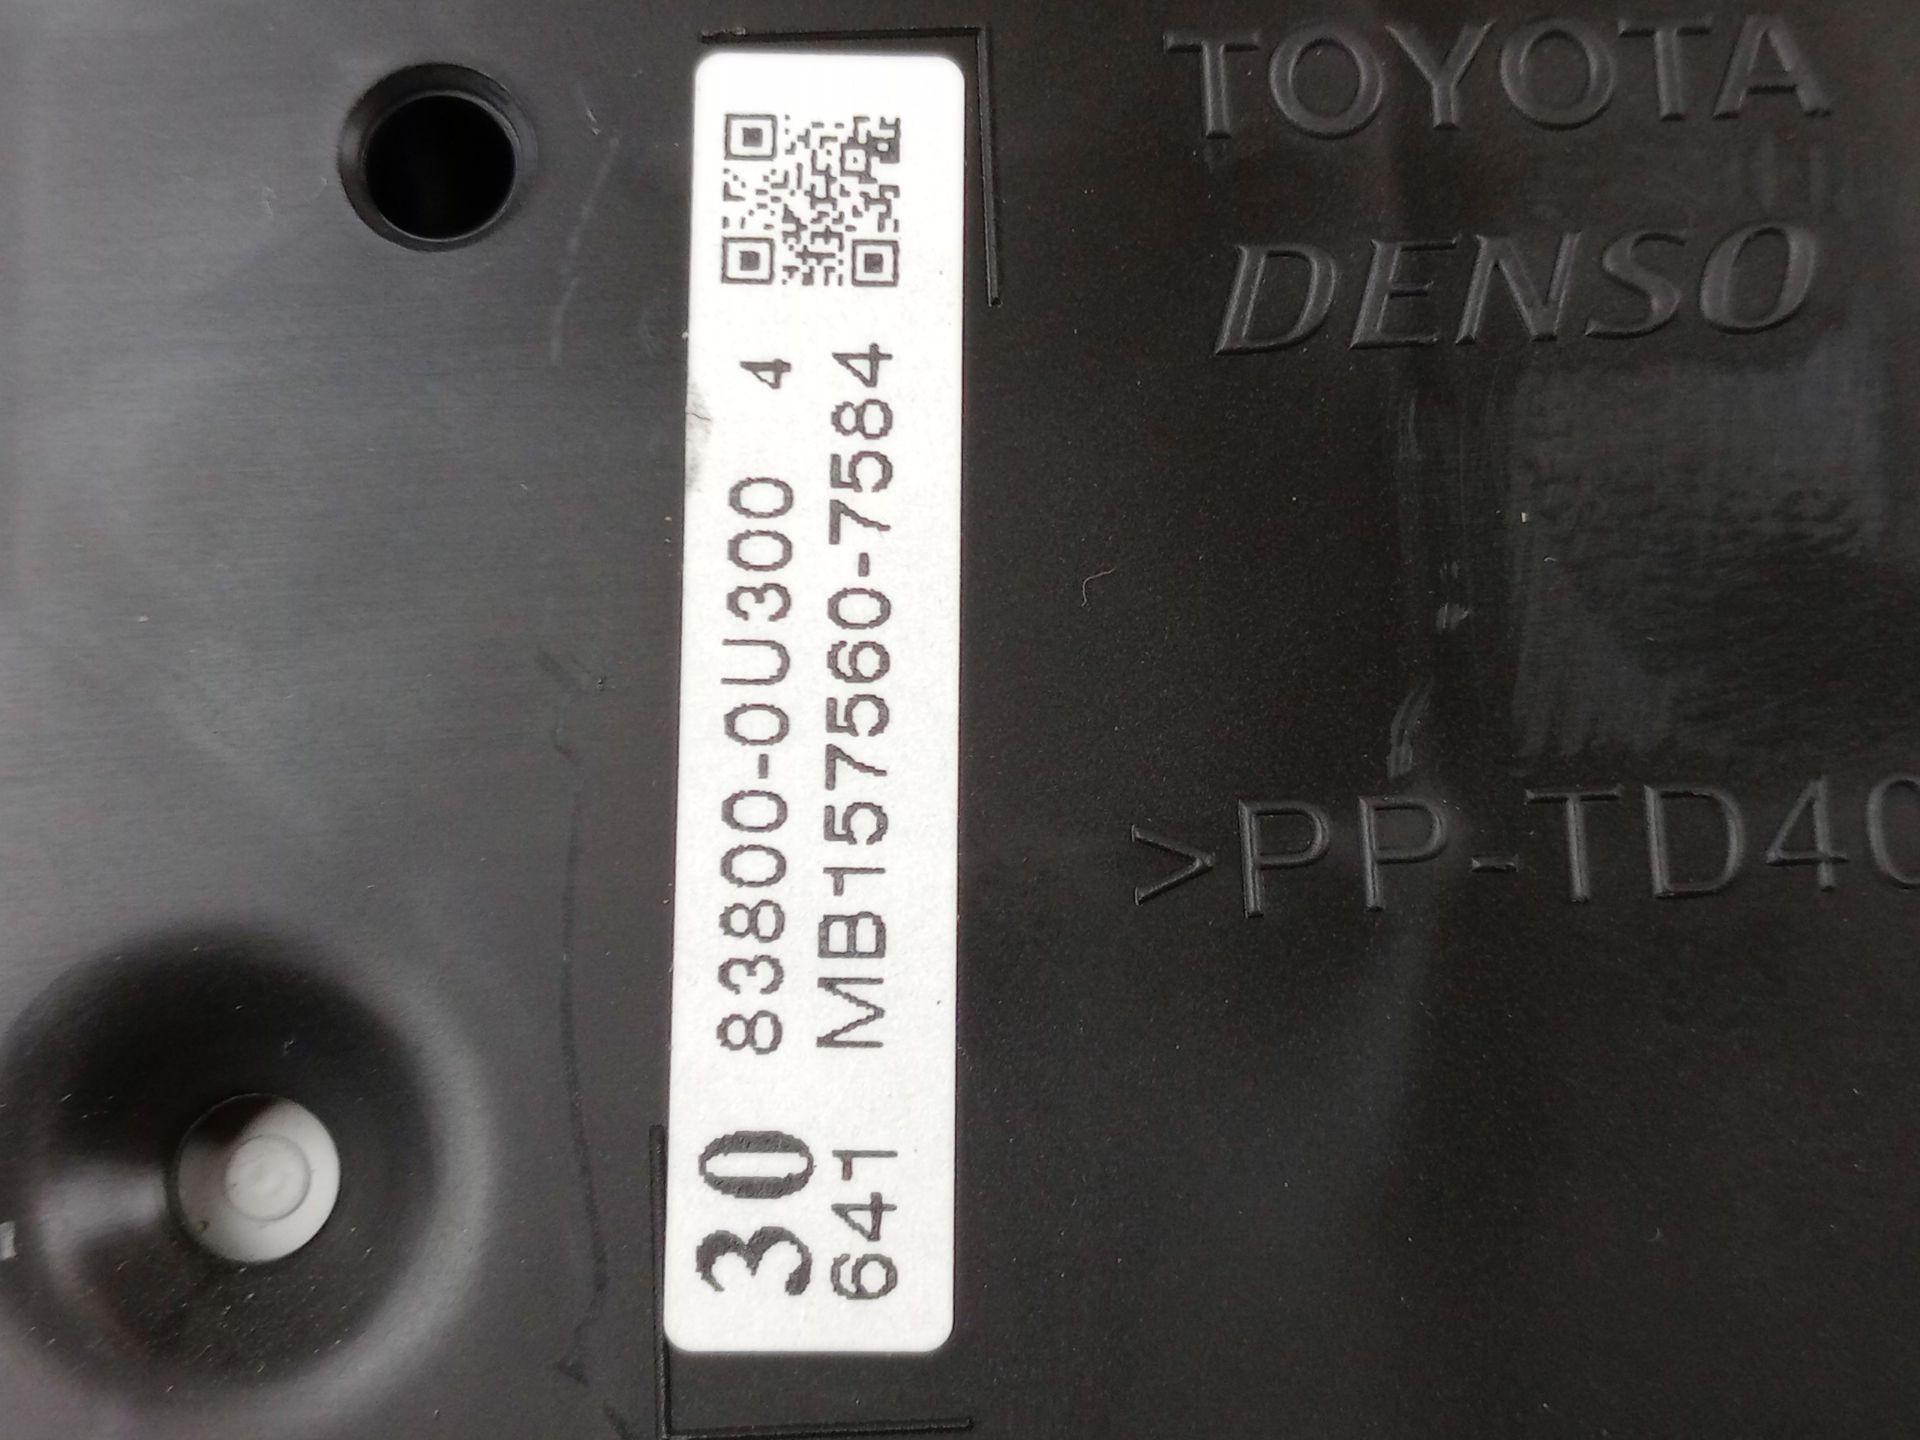 TOYOTA
DENSO
>PP-TD40
30 83800-0U300 4
641 MB157560-7584